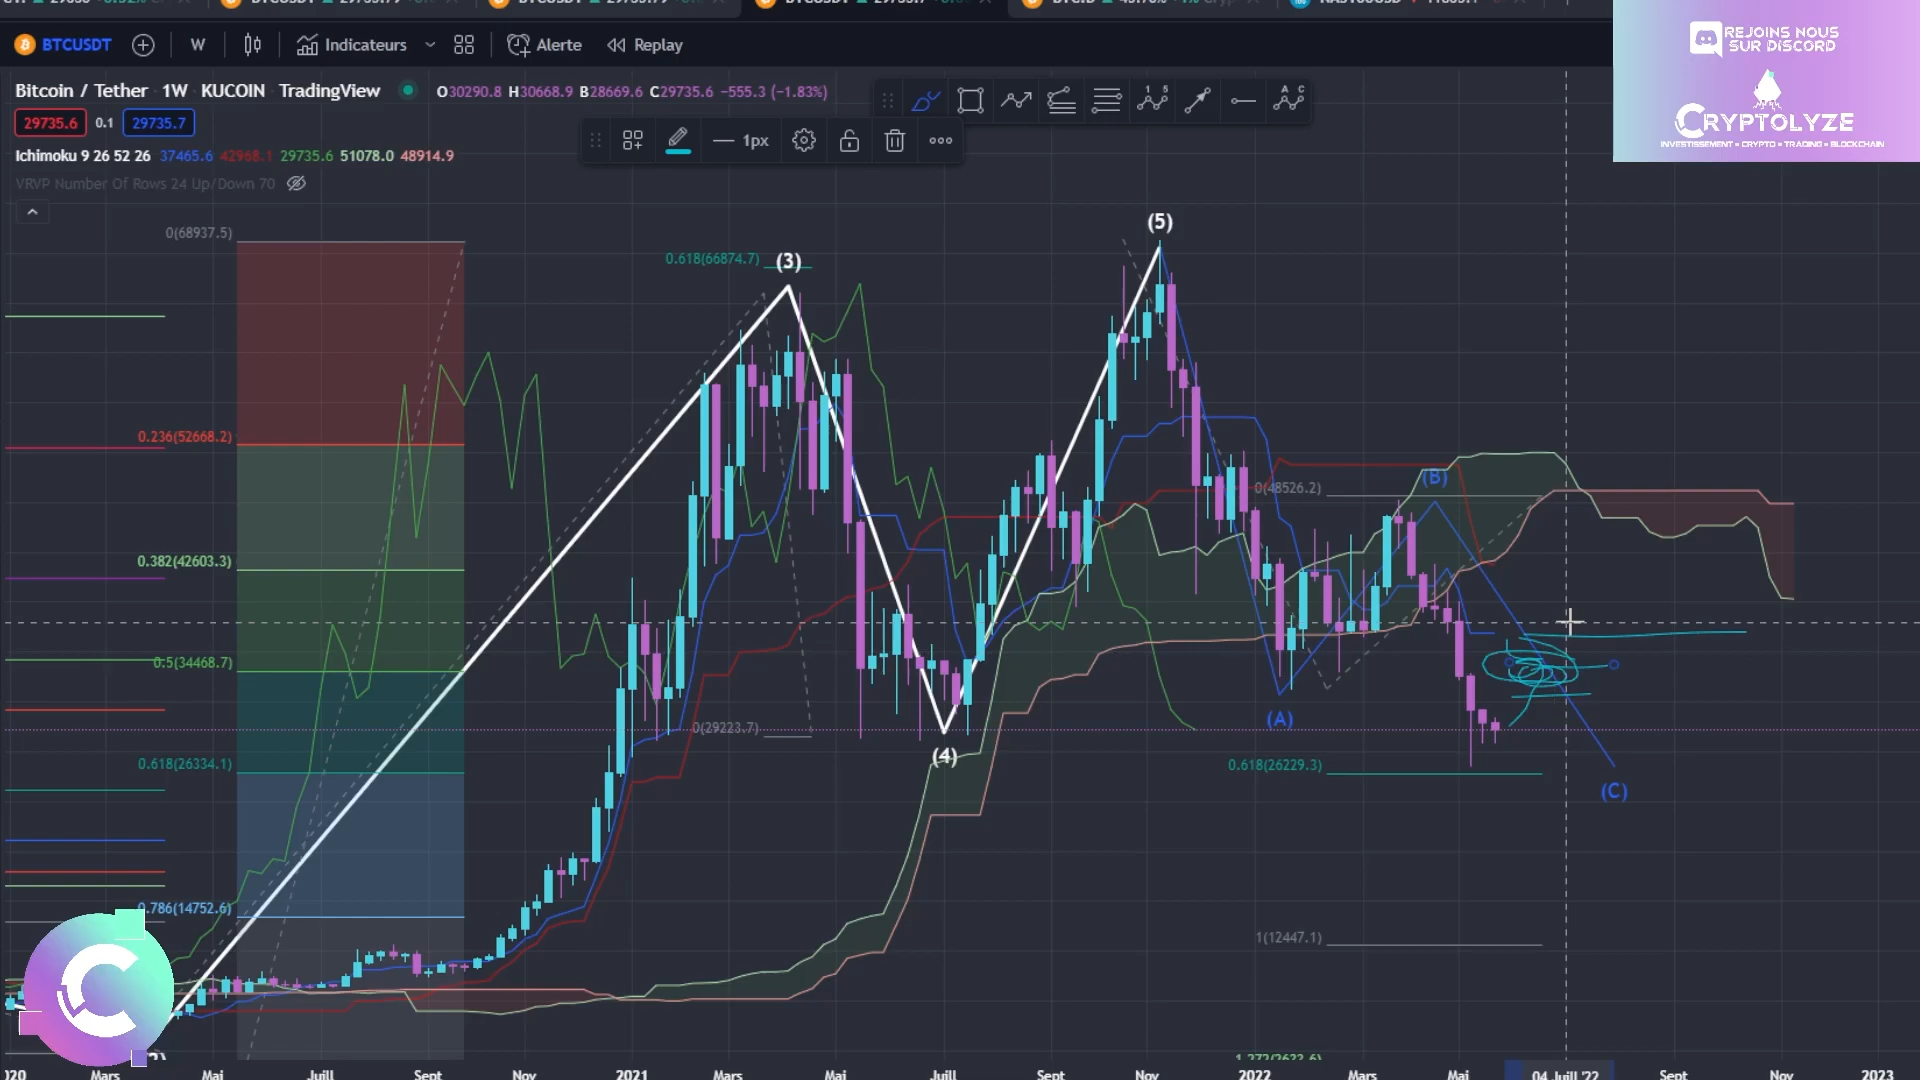 BTCUSDT
W
Indicateurs
Alerte
Replay
REJOINS NOUS
SUR DISCORD
CRYPTOLYZE
INVESTISSEMENT • CRYPTO • TRADING • BLOCKCHAIN
Bitcoin / Tether 1W KUCOIN TradingView
O30290.8 H30668.9 B28669.6 C29735.6 −555.3 (−1.83%)
29735.6 0.1 29735.7
1px
Ichimoku 9 26 52 26 37465.6 42968.1 29735.6 51078.0 48914.9
VRVP Number Of Rows 24 Up/Down 70
0(68937.5)
(5)
0.618(66874.7)
(3)
0.236(52668.2)
0(48526.2)
(B)
0.382(42603.3)
0.5(34468.7)
(A)
0(29223.7)
(4)
0.618(26334.1)
0.618(26229.3)
(C)
0.786(14752.6)
1(12447.1)
1.272(2622.6)
Mars
Mai
Juill
Sept
Nov
2021
Mars
Mai
Juill
Sept
Nov
2022
Mars
Mai
04 Juill '22
Sept
Nov
2023